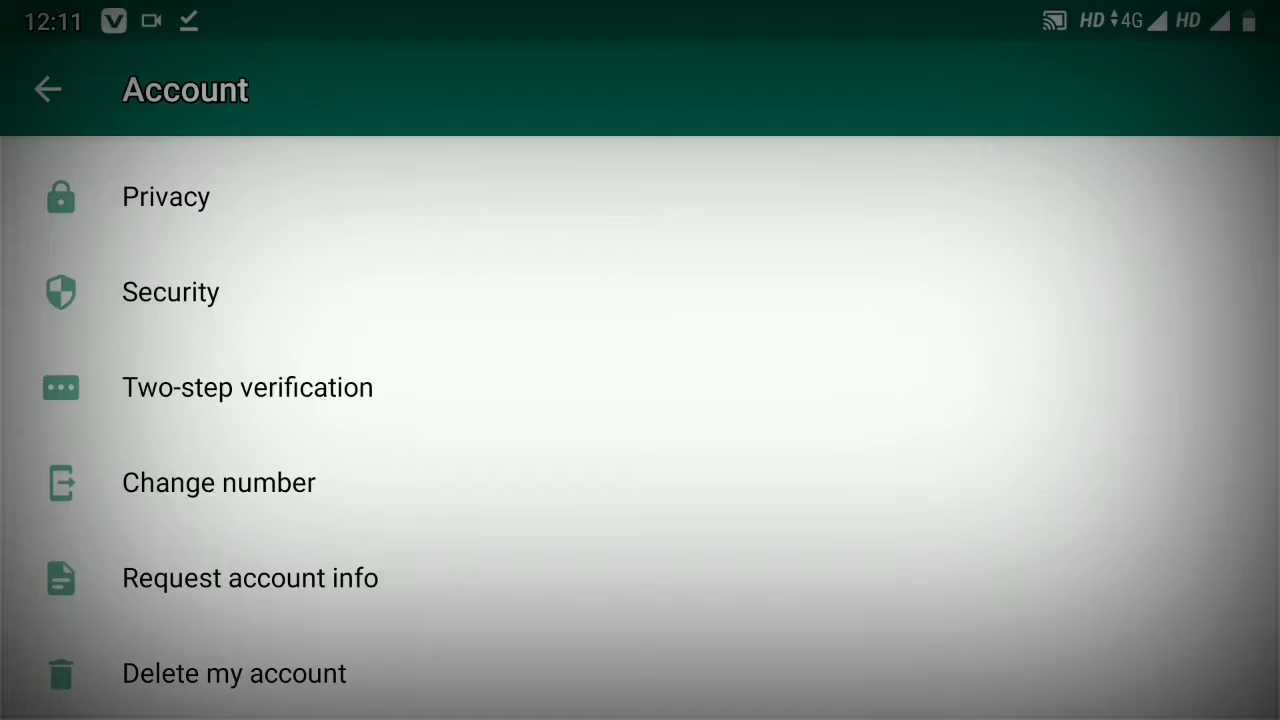 12:11 HD 4G HD
Account
Privacy
Security
Two-step verification
Change number
Request account info
Delete my account